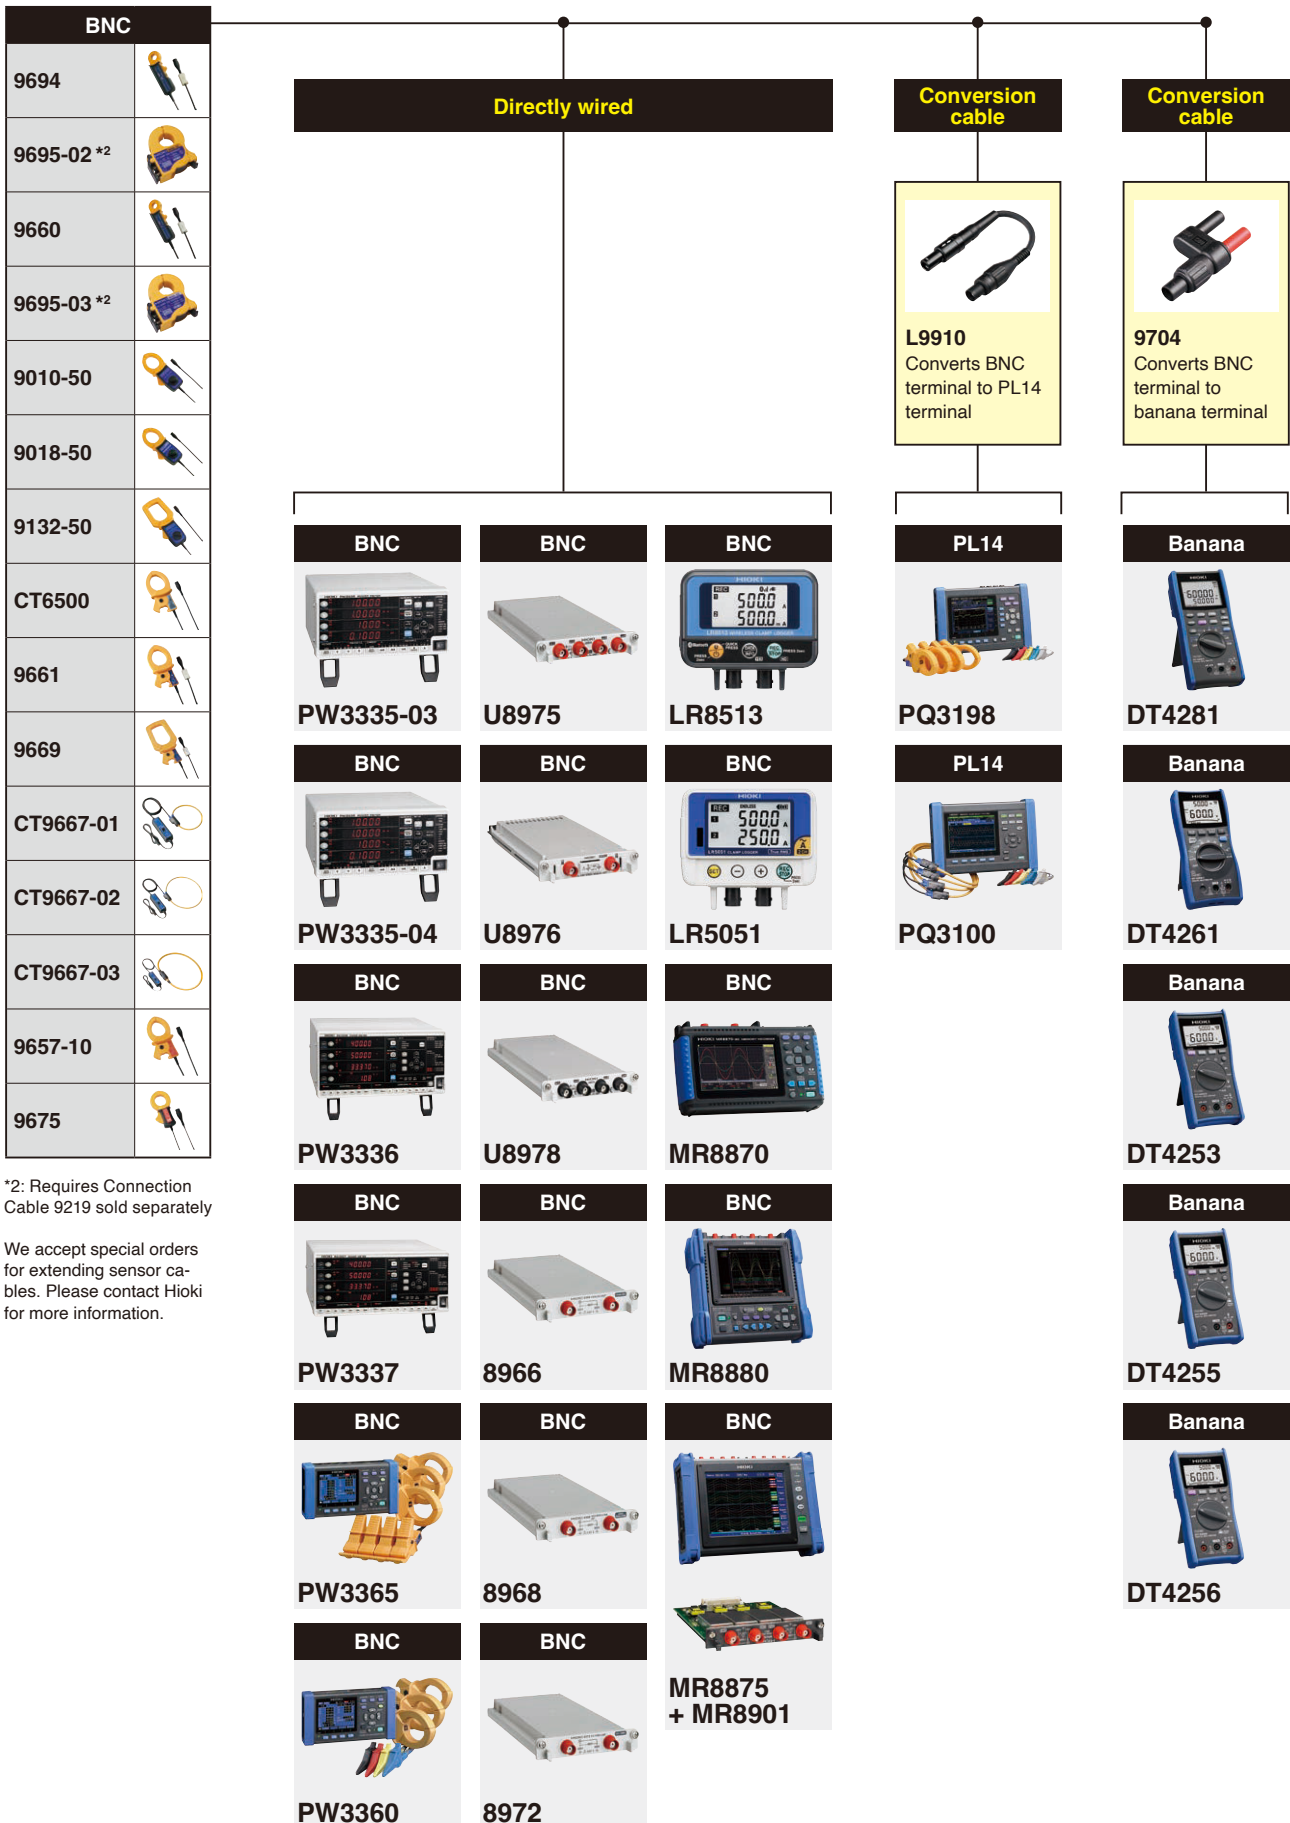 BNC
9694
9695-02 *2
9660
9695-03 *2
9010-50
9018-50
9132-50
CT6500
9661
9669
CT9667-01
CT9667-02
CT9667-03
9657-10
9675
*2: Requires Connection
Cable 9219 sold separately
We accept special orders
for extending sensor ca-
bles. Please contact Hioki
for more information.
Directly wired
BNC
PW3335-03
BNC
U8975
BNC
LR8513
BNC
PW3335-04
BNC
U8976
BNC
LR5051
BNC
PW3336
BNC
U8978
BNC
MR8870
BNC
PW3337
BNC
8966
BNC
MR8880
BNC
PW3365
BNC
8968
BNC
MR8875
+ MR8901
BNC
PW3360
BNC
8972
Conversion
cable
L9910
Converts BNC
terminal to PL14
terminal
PL14
PQ3198
PL14
PQ3100
Conversion
cable
9704
Converts BNC
terminal to
banana terminal
Banana
DT4281
Banana
DT4261
Banana
DT4253
Banana
DT4255
Banana
DT4256